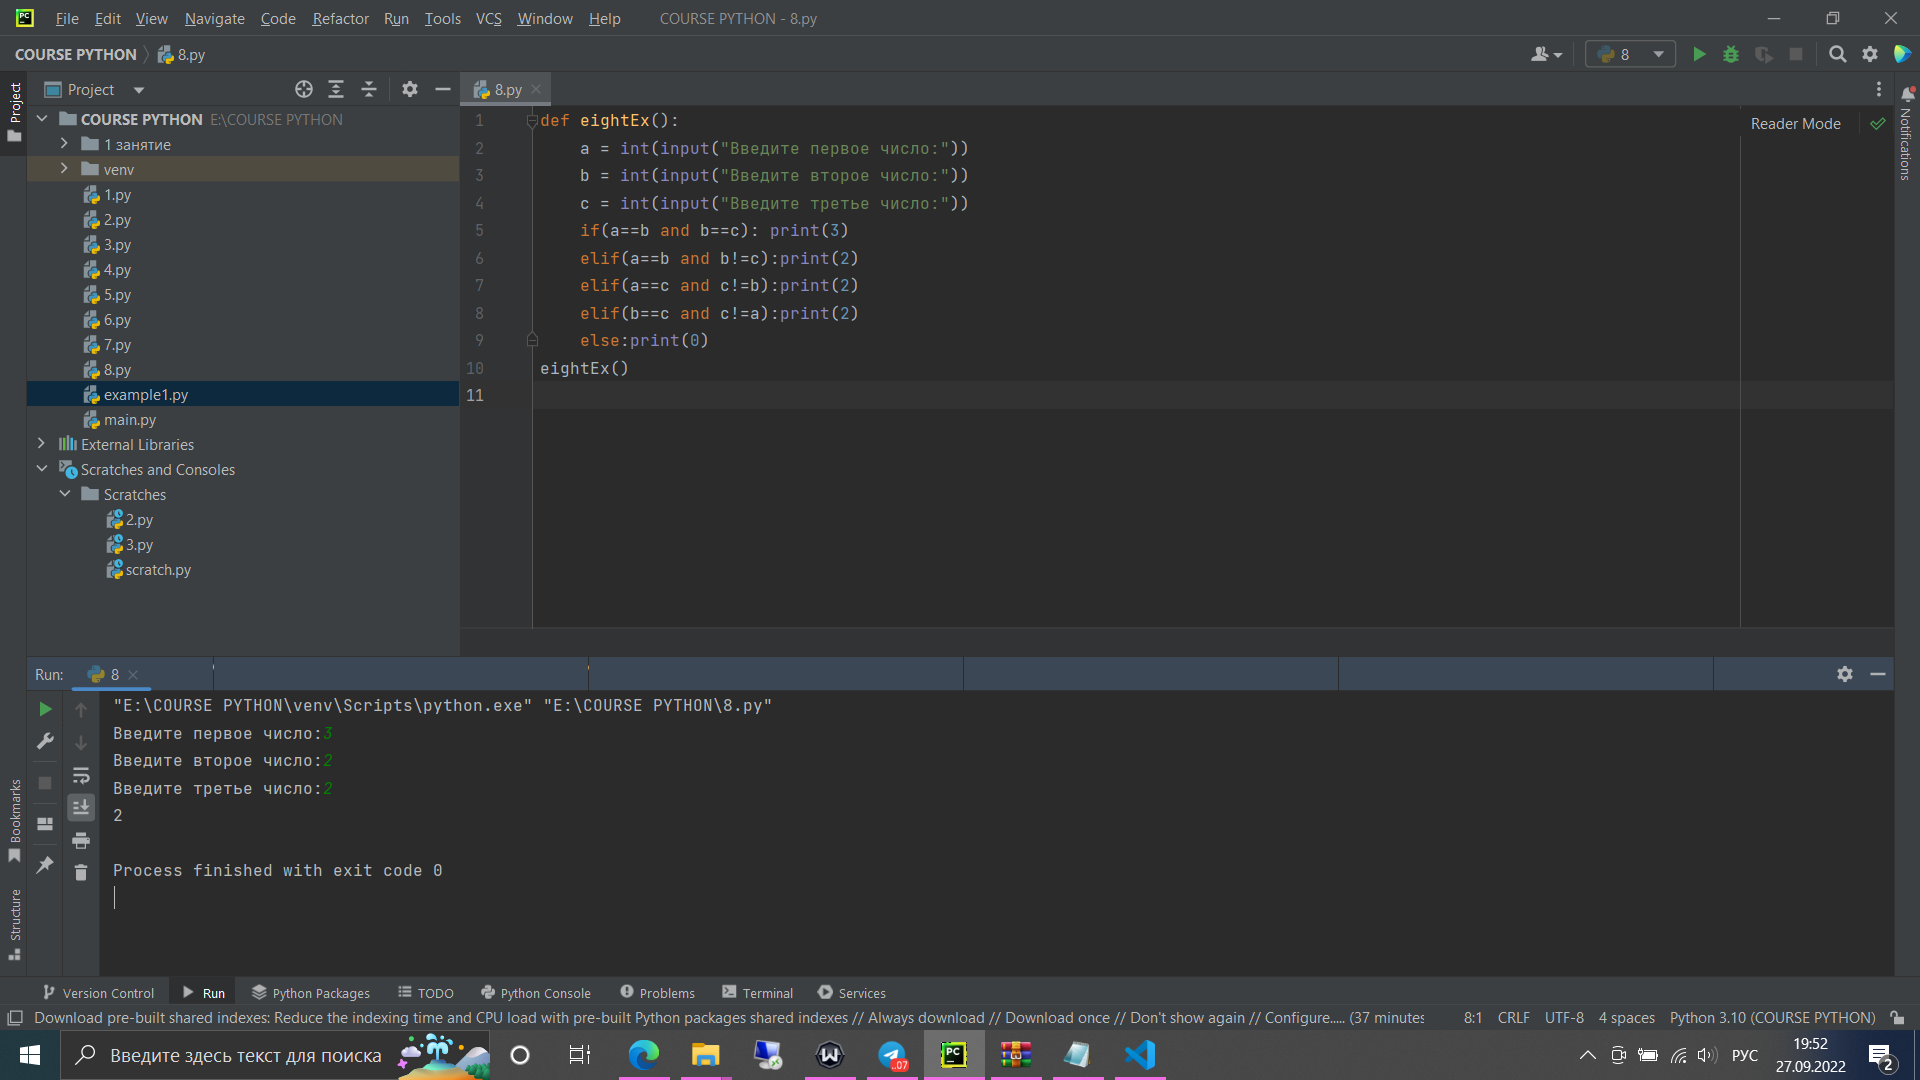 File Edit View Navigate Code Refactor Run Tools VCS Window Help COURSE PYTHON - 8.py
COURSE PYTHON 8.py
8
Project
Project
8.py
COURSE PYTHON E:\COURSE PYTHON
1 занятие
venv
1.py
2.py
3.py
4.py
5.py
6.py
7.py
8.py
example1.py
main.py
External Libraries
Scratches and Consoles
Scratches
2.py
3.py
scratch.py
1 def eightEx():
2 a = int(input("Введите первое число:"))
3 b = int(input("Введите второе число:"))
4 c = int(input("Введите третье число:"))
5 if(a==b and b==c): print(3)
6 elif(a==b and b!=c):print(2)
7 elif(a==c and c!=b):print(2)
8 elif(b==c and c!=a):print(2)
9 else:print(0)
10 eightEx()
11
Reader Mode
Notifications
Run: 8
"E:\COURSE PYTHON\venv\Scripts\python.exe" "E:\COURSE PYTHON\8.py"
Введите первое число:3
Введите второе число:2
Введите третье число:2
2
Process finished with exit code 0
Bookmarks
Structure
Version Control Run Python Packages TODO Python Console Problems Terminal Services
Download pre-built shared indexes: Reduce the indexing time and CPU load with pre-built Python packages shared indexes // Always download // Download once // Don't show again // Configure..... (37 minutes 8:1 CRLF UTF-8 4 spaces Python 3.10 (COURSE PYTHON)
Введите здесь текст для поиска
..07
PC
РУС
19:52
27.09.2022
2